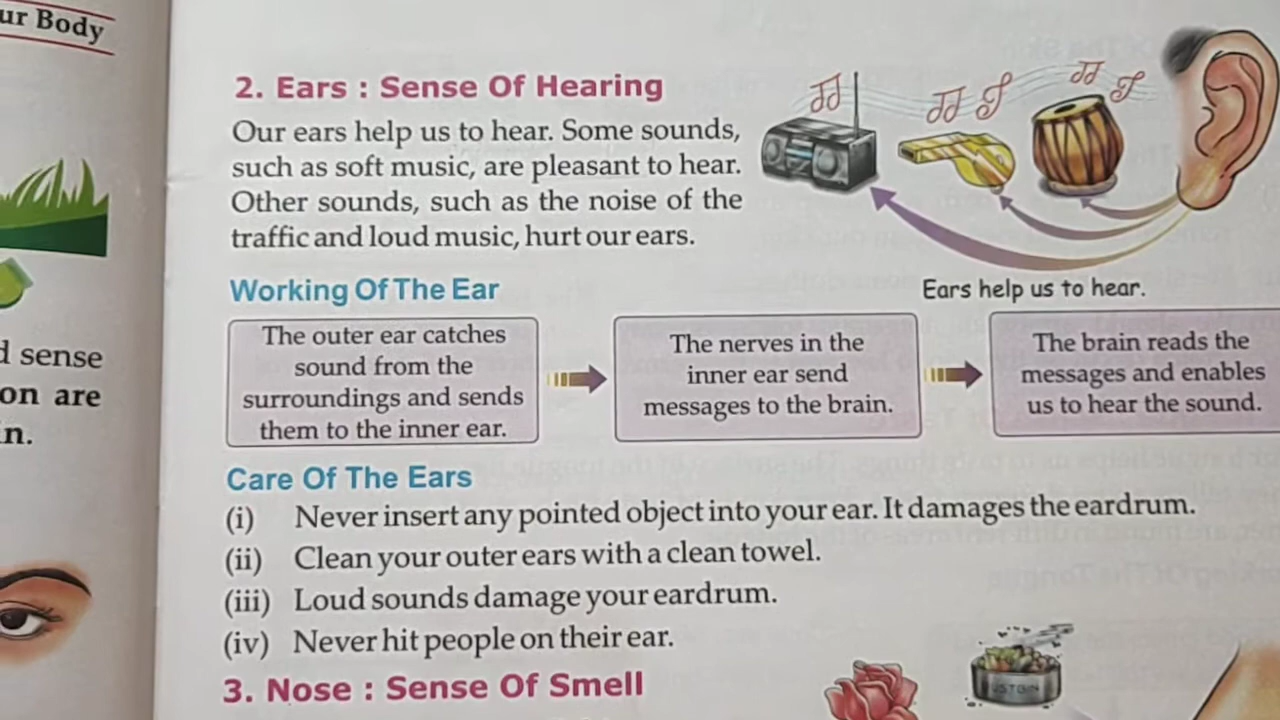 ur Body
2. Ears : Sense Of Hearing
Our ears help us to hear. Some sounds,
such as soft music, are pleasant to hear.
Other sounds, such as the noise of the
traffic and loud music, hurt our ears.
Ears help us to hear.
Working Of The Ear
The outer ear catches
sound from the
surroundings and sends
them to the inner ear.
The nerves in the
inner ear send
messages to the brain.
The brain reads the
messages and enables
us to hear the sound.
d sense
on are
in.
Care Of The Ears
(i) Never insert any pointed object into your ear. It damages the eardrum.
(ii) Clean your outer ears with a clean towel.
(iii) Loud sounds damage your eardrum.
(iv) Never hit people on their ear.
3. Nose : Sense Of Smell